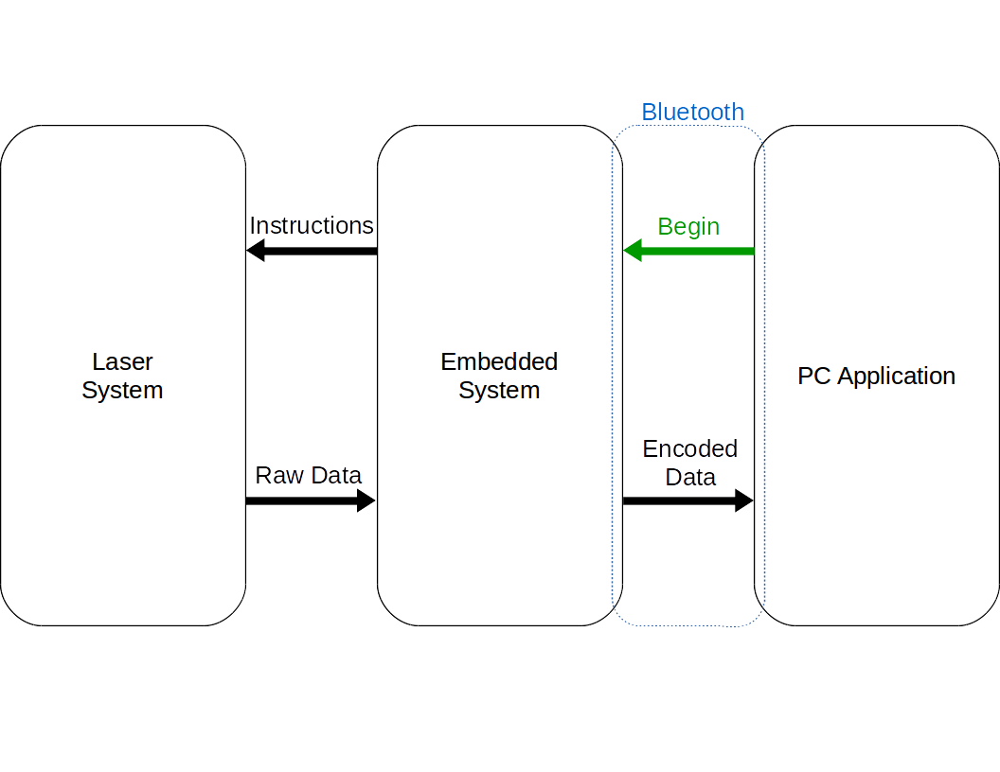 Bluetooth
Instructions
Begin
Laser
System
Embedded
System
PC Application
Raw Data
Encoded
Data